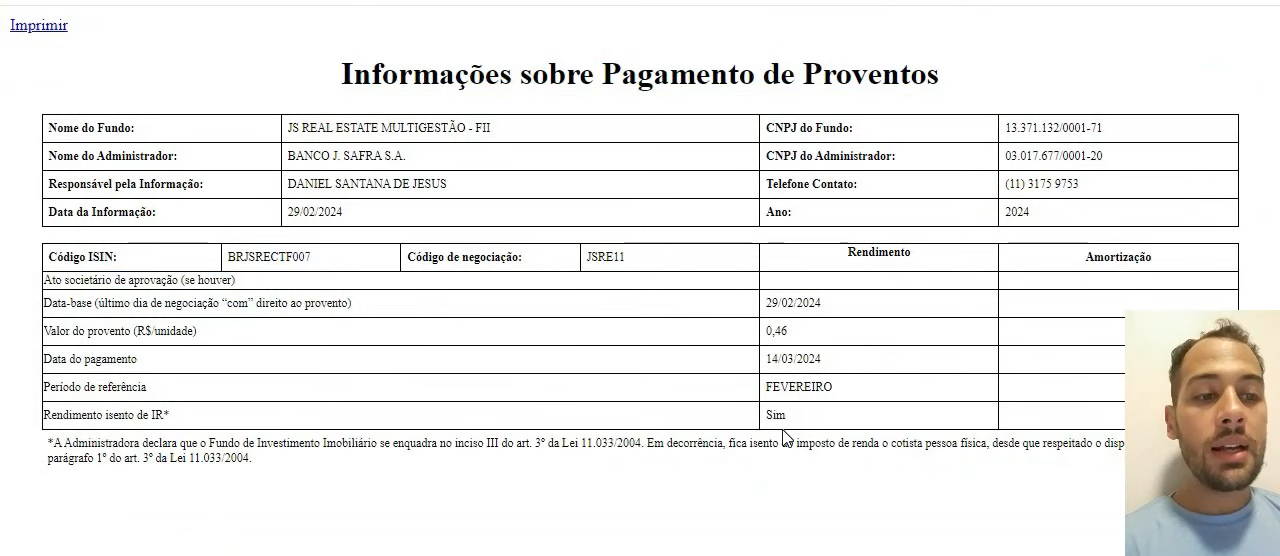 Imprimir
Informações sobre Pagamento de Proventos
Nome do Fundo: JS REAL ESTATE MULTIGESTÃO - FII CNPJ do Fundo: 13.371.132/0001-71
Nome do Administrador: BANCO J. SAFRA S.A. CNPJ do Administrador: 03.017.677/0001-20
Responsável pela Informação: DANIEL SANTANA DE JESUS Telefone Contato: (11) 3175 9753
Data da Informação: 29/02/2024 Ano: 2024
Código ISIN: BRJSRECTF007 Código de negociação: JSRE11 Rendimento Amortização
Ato societário de aprovação (se houver)
Data-base (último dia de negociação “com” direito ao provento) 29/02/2024
Valor do provento (R$/unidade) 0,46
Data do pagamento 14/03/2024
Período de referência FEVEREIRO
Rendimento isento de IR* Sim
*A Administradora declara que o Fundo de Investimento Imobiliário se enquadra no inciso III do art. 3º da Lei 11.033/2004. Em decorrência, fica isento imposto de renda o cotista pessoa física, desde que respeitado o
parágrafo 1º do art. 3º da Lei 11.033/2004.